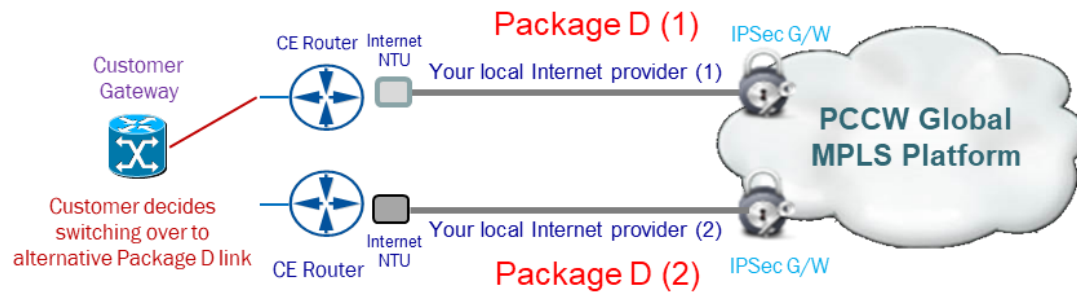 Package D (1)
CE Router
Internet
NTU
IPSec G/W
Customer
Gateway
Your local Internet provider (1)
PCCW Global
MPLS Platform
Customer decides
switching over to
alternative Package D link
Your local Internet provider (2)
CE Router
Internet
NTU
Package D (2)
IPSec G/W